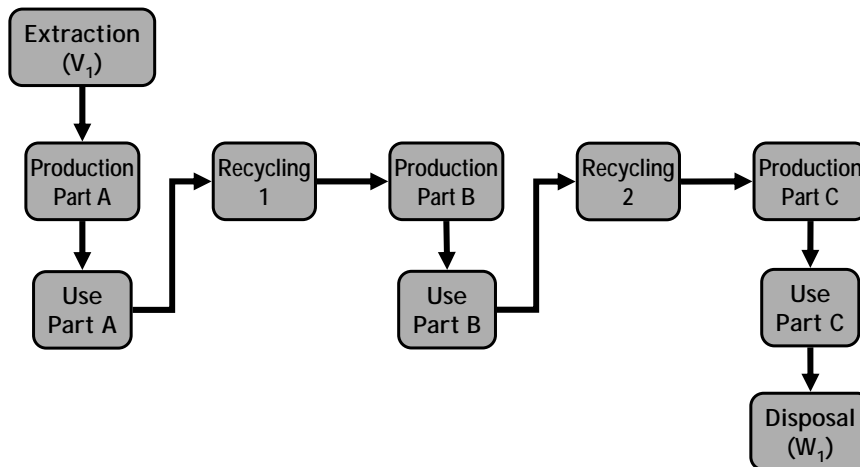 Extraction
(V₁)
Production
Part A
Recycling
1
Production
Part B
Recycling
2
Production
Part C
Use
Part A
Use
Part B
Use
Part C
Disposal
(W₁)